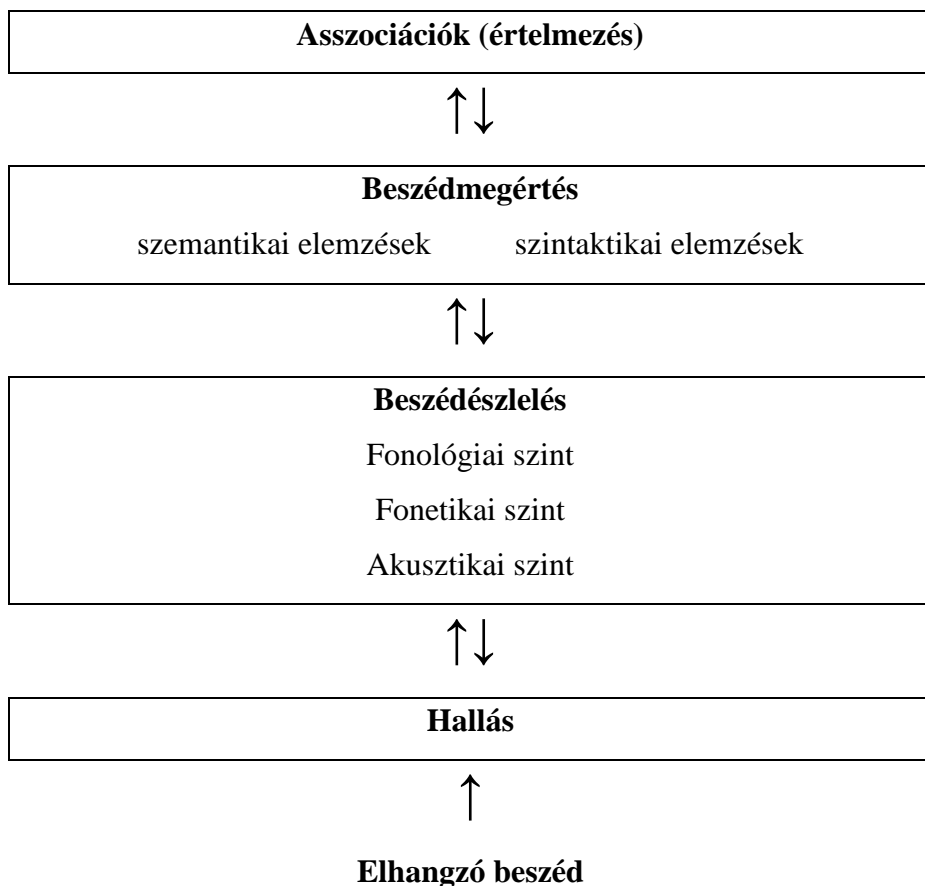 Asszociációk (értelmezés)
↑↓
Beszédmegértés
szemantikai elemzések szintaktikai elemzések
↑↓
Beszédészlelés
Fonológiai szint
Fonetikai szint
Akusztikai szint
↑↓
Hallás
↑
Elhangzó beszéd